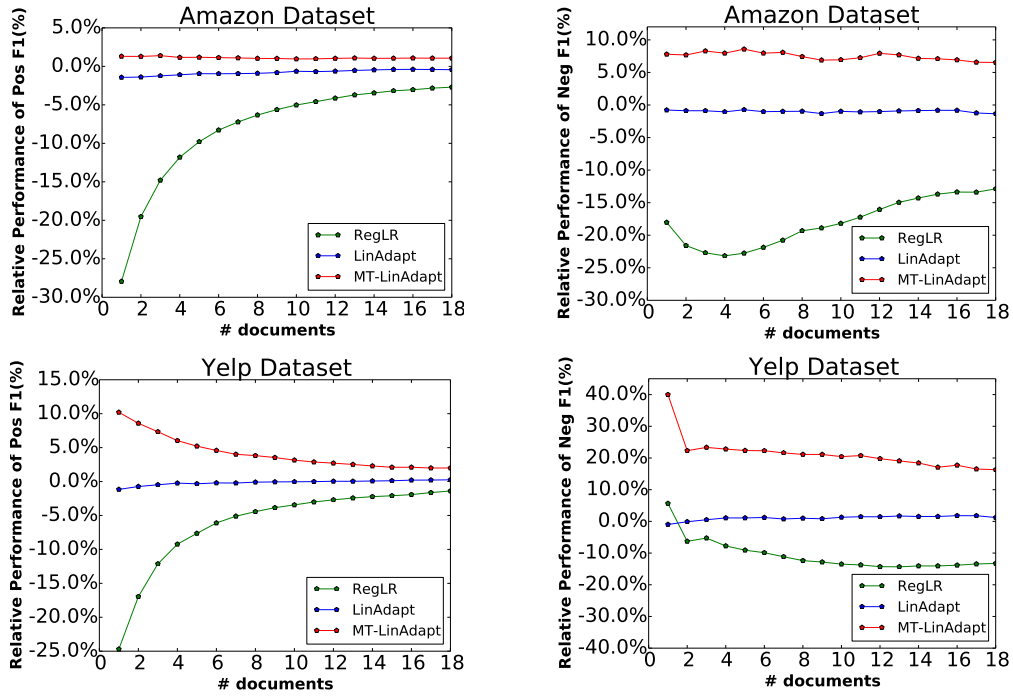 Amazon Dataset
Relative Performance of Pos F1(%)
5.0%
0.0%
-5.0%
-10.0%
-15.0%
-20.0%
-25.0%
-30.0%
RegLR
LinAdapt
MT-LinAdapt
0 2 4 6 8 10 12 14 16 18
# documents
Amazon Dataset
Relative Performance of Neg F1(%)
10.0%
5.0%
0.0%
-5.0%
-10.0%
-15.0%
-20.0%
-25.0%
-30.0%
RegLR
LinAdapt
MT-LinAdapt
0 2 4 6 8 10 12 14 16 18
# documents
Yelp Dataset
Relative Performance of Pos F1(%)
15.0%
10.0%
5.0%
0.0%
-5.0%
-10.0%
-15.0%
-20.0%
-25.0%
RegLR
LinAdapt
MT-LinAdapt
0 2 4 6 8 10 12 14 16 18
# documents
Yelp Dataset
Relative Performance of Neg F1(%)
40.0%
30.0%
20.0%
10.0%
0.0%
-10.0%
-20.0%
-30.0%
-40.0%
RegLR
LinAdapt
MT-LinAdapt
0 2 4 6 8 10 12 14 16 18
# documents